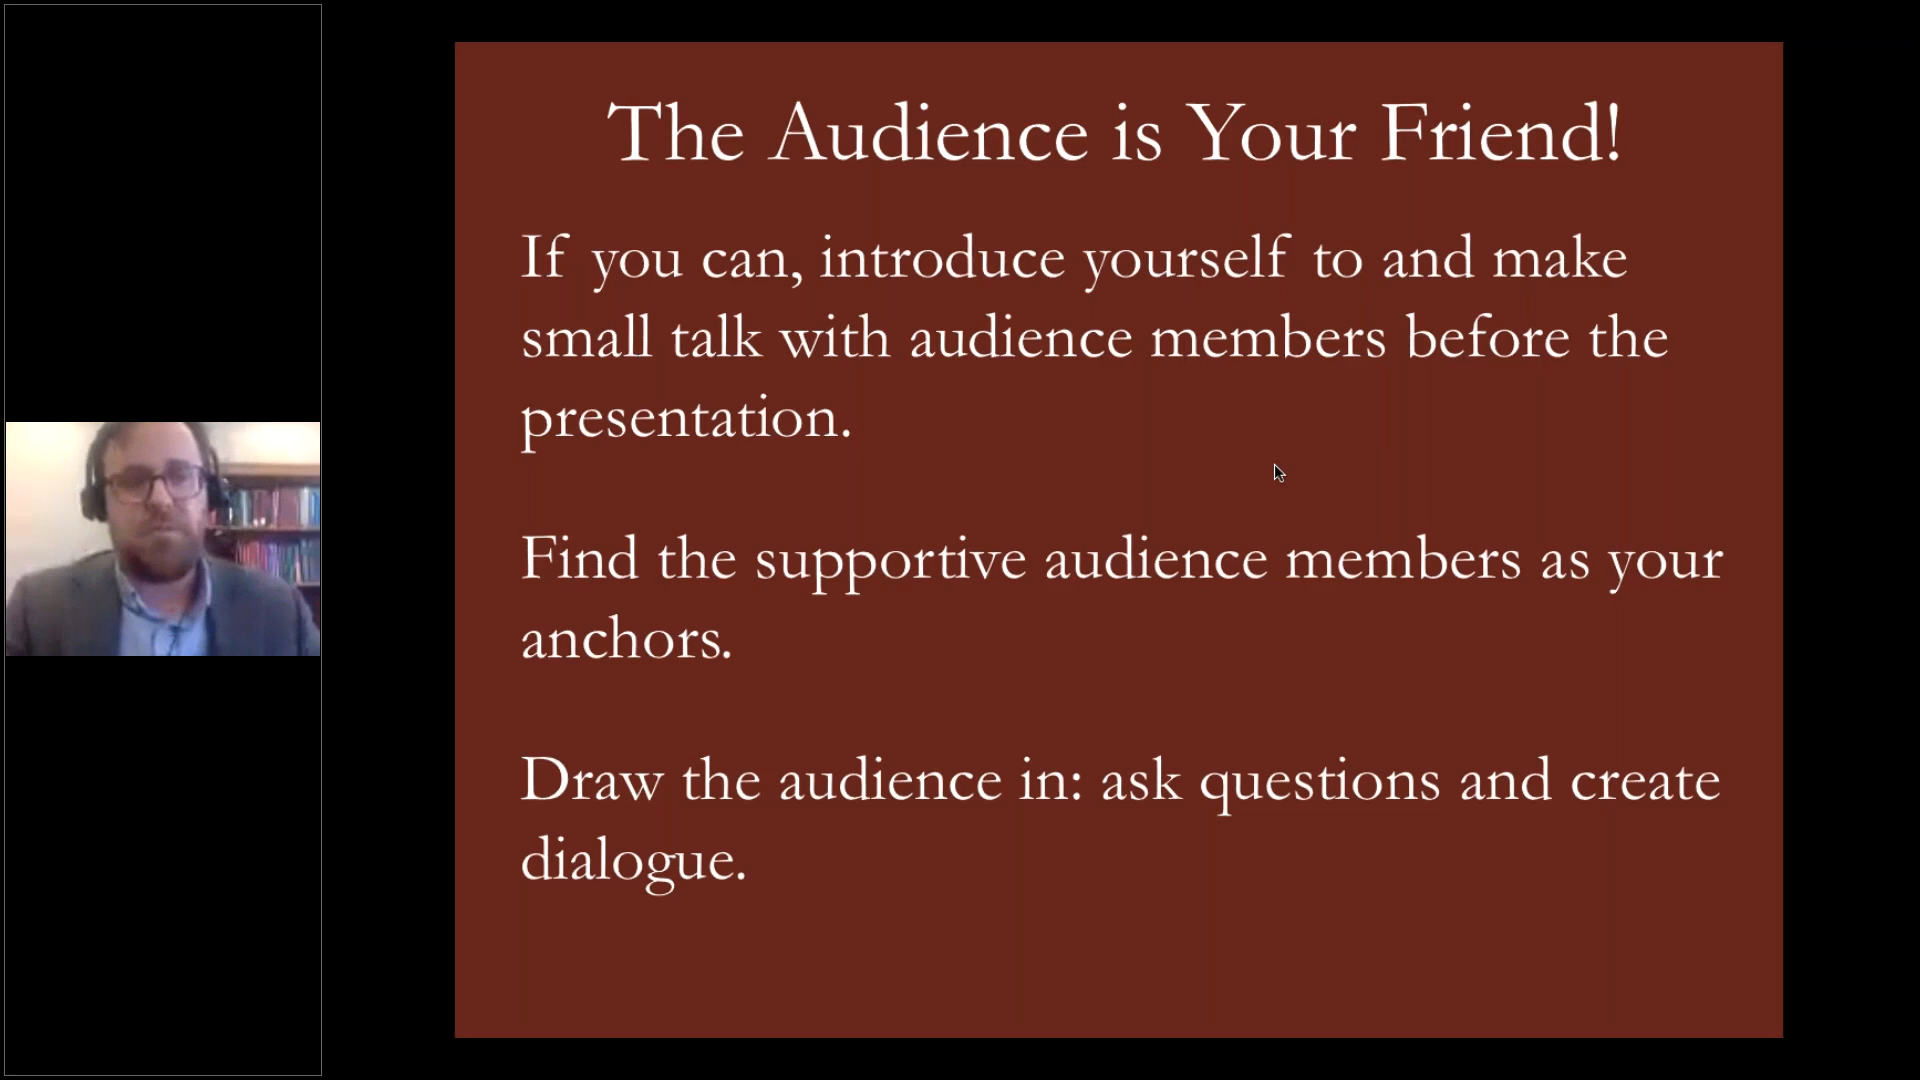 The Audience is Your Friend!
If you can, introduce yourself to and make
small talk with audience members before the
presentation.
Find the supportive audience members as your
anchors.
Draw the audience in: ask questions and create
dialogue.